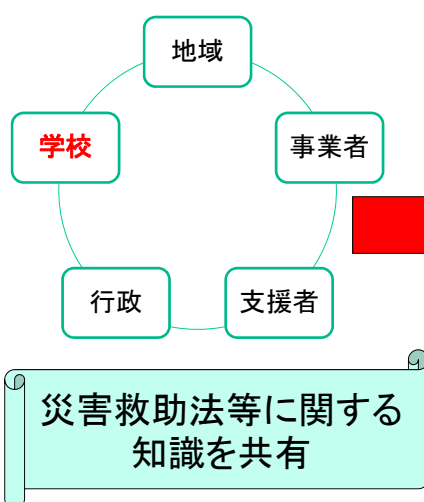 地域
学校
事業者
行政
支援者
災害救助法等に関する
知識を共有